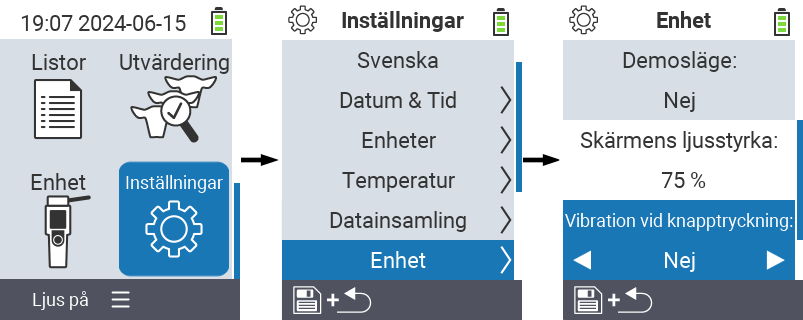 19:07 2024-06-15
Listor
Utvärdering
Enhet
Inställningar
Ljus på
Inställningar
Svenska
Datum & Tid
Enheter
Temperatur
Datainsamling
Enhet
+
Enhet
Demosläge:
Nej
Skärmens ljusstyrka:
75 %
Vibration vid knapptryckning:
Nej
+